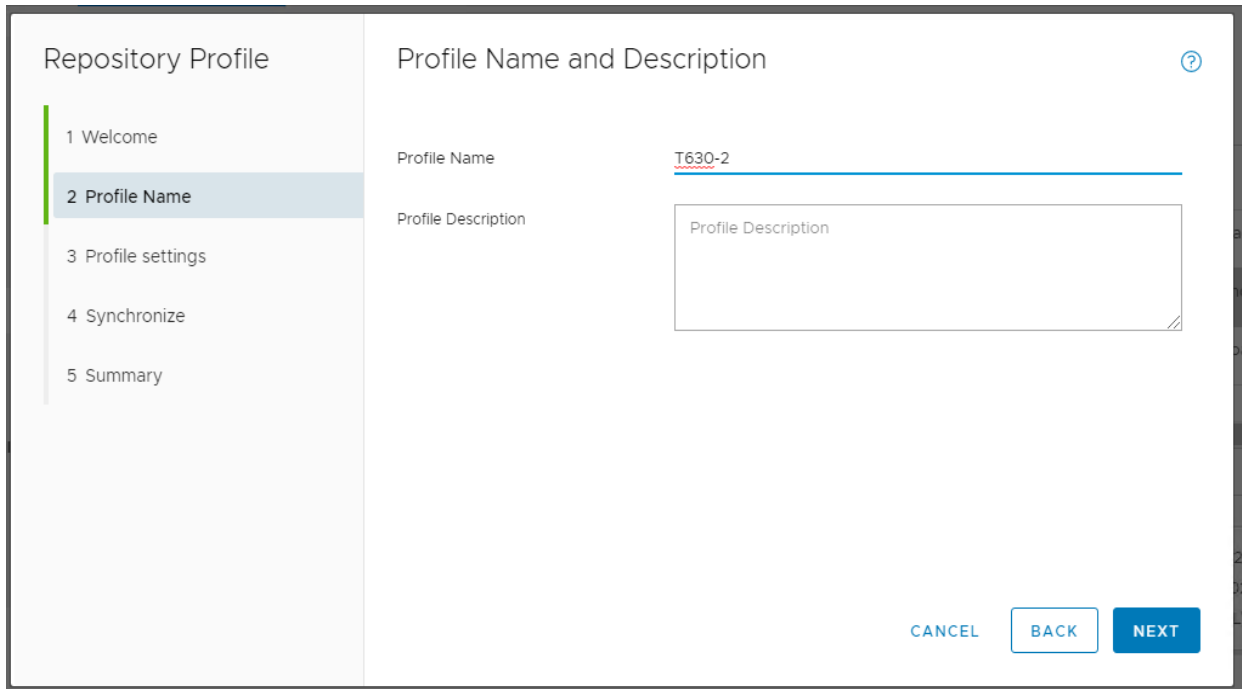 Repository Profile
1 Welcome
2 Profile Name
3 Profile settings
4 Synchronize
5 Summary
Profile Name and Description
?
Profile Name
T630-2
Profile Description
Profile Description
CANCEL
BACK
NEXT